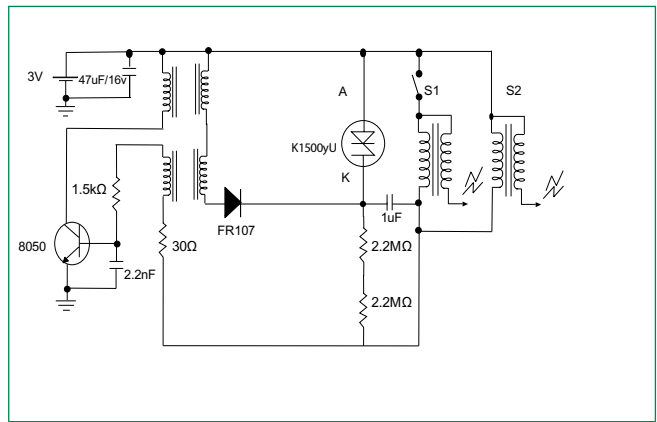 3V
47uF/16v
A
S1
S2
K1500yU
K
1.5kΩ
FR107
1uF
8050
30Ω
2.2MΩ
2.2nF
2.2MΩ